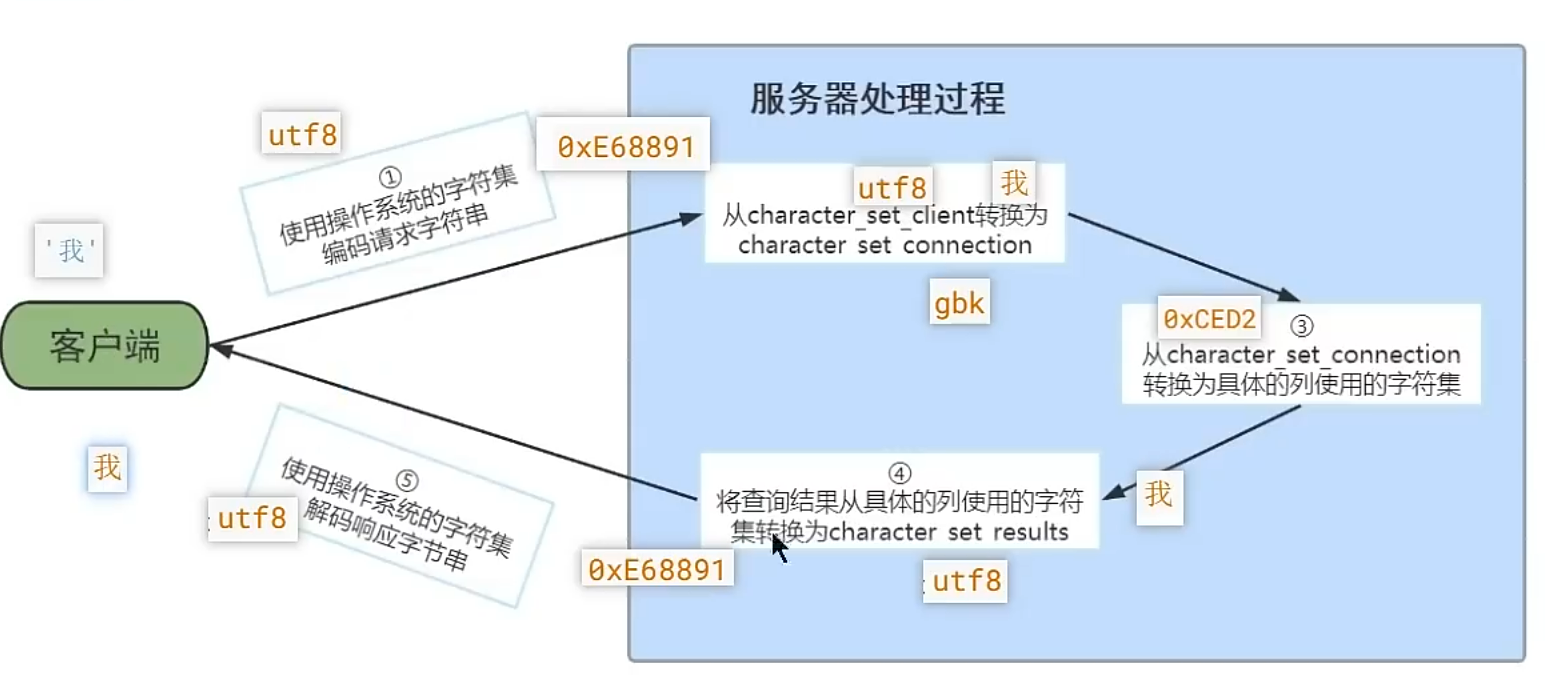 服务器处理过程
utf8
0xE68891
①
使用操作系统的字符集
编码请求字符串
utf8
我
从character_set_client转换为
character_set_connection
gbk
'我'
客户端
0xCED2
③
从character_set_connection
转换为具体的列使用的字符集
我
④
将查询结果从具体的列使用的字符
集转换为character_set_results
utf8
0xE68891
⑤
使用操作系统的字符集
解码响应字节串
utf8
我